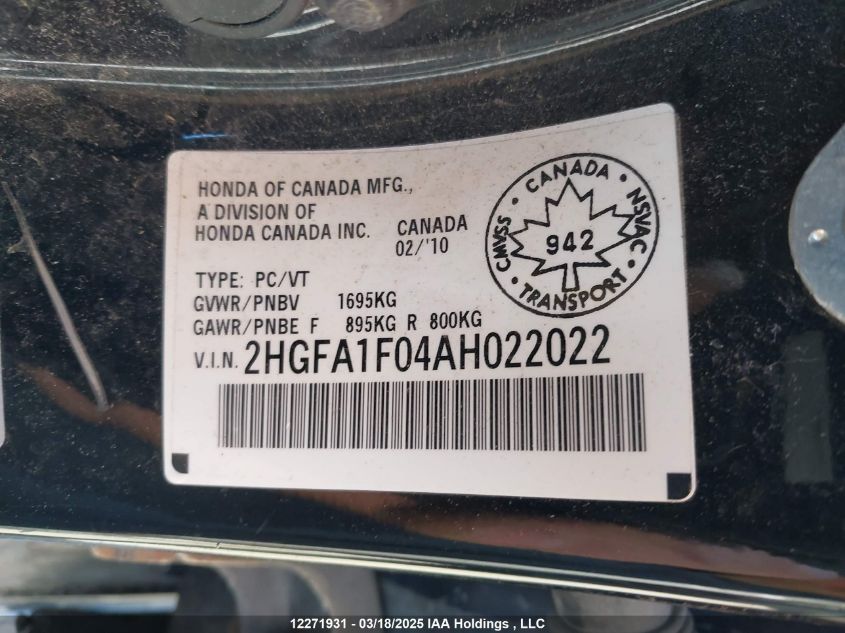 HONDA OF CANADA MFG.,
A DIVISION OF
HONDA CANADA INC.
CANADA
02/'10
CANADA
CMVSS
942
NSVAC
TRANSPORT
TYPE: PC/VT
GVWR/PNBV 1695KG
GAWR/PNBE F 895KG R 800KG
V.I.N. 2HGFA1F04AH022022
12271931 - 03/18/2025 IAA Holdings , LLC